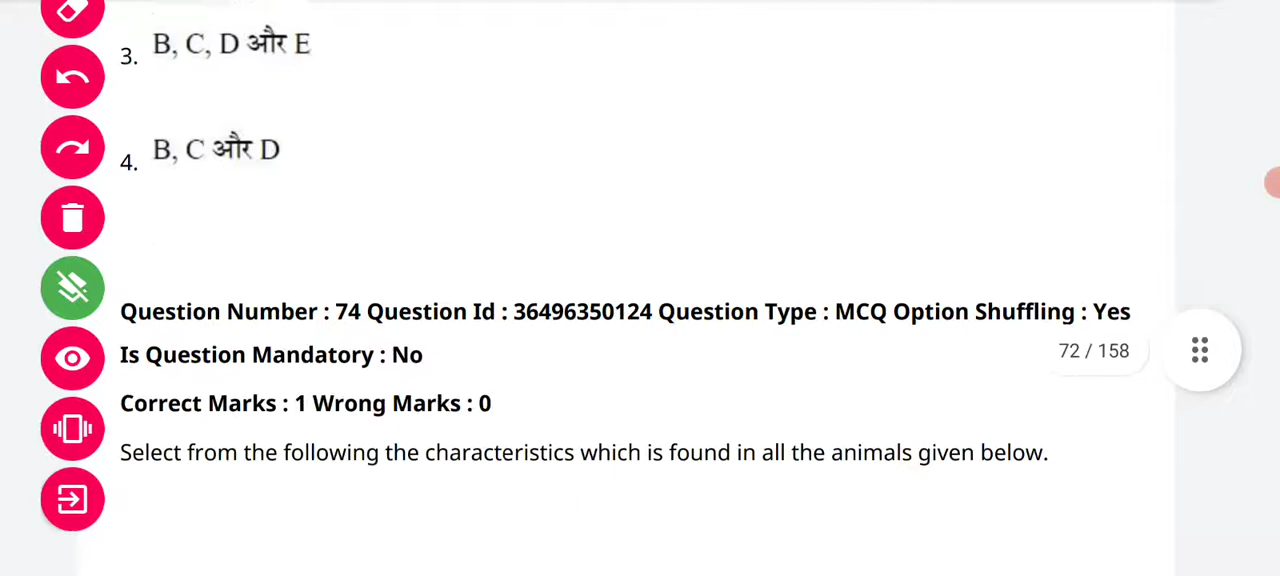 3. B, C, D और E
4. B, C और D
Question Number : 74 Question Id : 36496350124 Question Type : MCQ Option Shuffling : Yes
Is Question Mandatory : No
72 / 158
Correct Marks : 1 Wrong Marks : 0
Select from the following the characteristics which is found in all the animals given below.